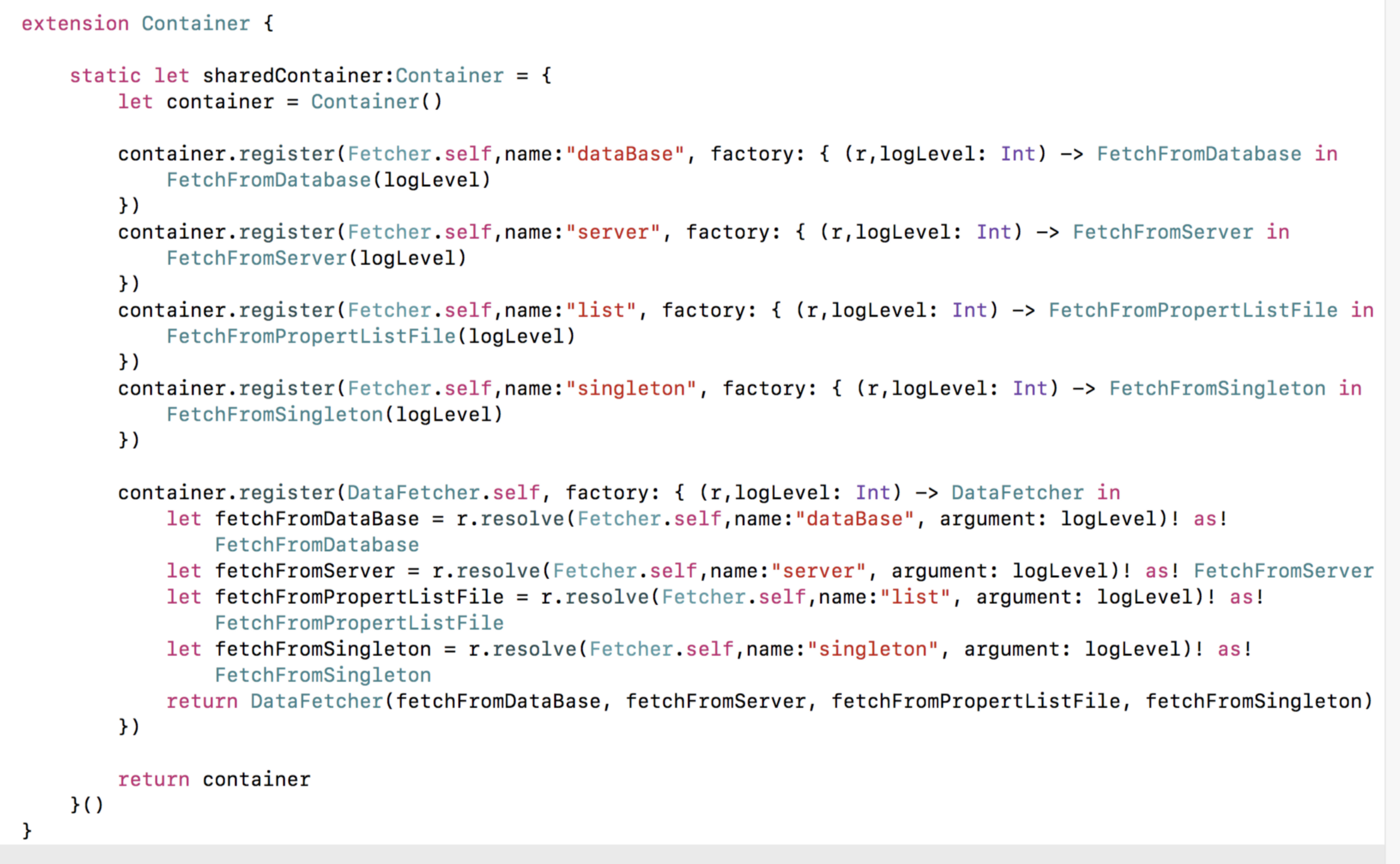 extension Container {
static let sharedContainer:Container = {
let container = Container()
container.register(Fetcher.self,name:"dataBase", factory: { (r,logLevel: Int) -> FetchFromDatabase in
FetchFromDatabase(logLevel)
})
container.register(Fetcher.self,name:"server", factory: { (r,logLevel: Int) -> FetchFromServer in
FetchFromServer(logLevel)
})
container.register(Fetcher.self,name:"list", factory: { (r,logLevel: Int) -> FetchFromPropertListFile in
FetchFromPropertListFile(logLevel)
})
container.register(Fetcher.self,name:"singleton", factory: { (r,logLevel: Int) -> FetchFromSingleton in
FetchFromSingleton(logLevel)
})
container.register(DataFetcher.self, factory: { (r,logLevel: Int) -> DataFetcher in
let fetchFromDataBase = r.resolve(Fetcher.self,name:"dataBase", argument: logLevel)! as!
FetchFromDatabase
let fetchFromServer = r.resolve(Fetcher.self,name:"server", argument: logLevel)! as! FetchFromServer
let fetchFromPropertListFile = r.resolve(Fetcher.self,name:"list", argument: logLevel)! as!
FetchFromPropertListFile
let fetchFromSingleton = r.resolve(Fetcher.self,name:"singleton", argument: logLevel)! as!
FetchFromSingleton
return DataFetcher(fetchFromDataBase, fetchFromServer, fetchFromPropertListFile, fetchFromSingleton)
})
return container
}()
}